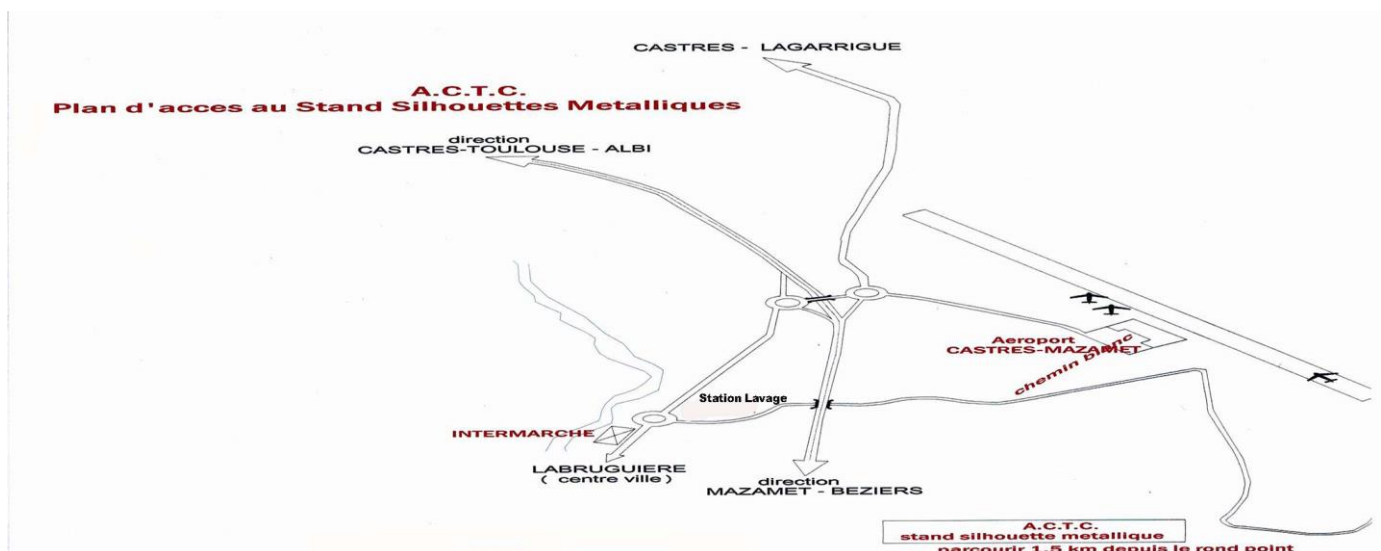 CASTRES - LAGARRIGUE
A.C.T.C.
Plan d'acces au Stand Silhouettes Metalliques
direction
CASTRES-TOULOUSE - ALBI
Aeroport
CASTRES-MAZAMET
chemin blanc
Station Lavage
INTERMARCHE
LABRUGUIERE
( centre ville )
direction
MAZAMET - BEZIERS
A.C.T.C.
stand silhouette metallique
parcourir 1,5 km depuis le rond point